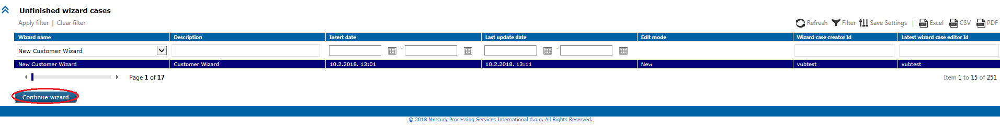 Unfinished wizard cases
Apply filter | Clear filter Refresh Filter Save Settings | Excel CSV PDF
Wizard name Description Insert date Last update date Edit mode Wizard case creator Id Latest wizard case editor Id
New Customer Wizard - -
New Customer Wizard Customer Wizard 10.2.2018. 13:01 10.2.2018. 13:11 New vubtest vubtest
Page 1 of 17 Item 1 to 15 of 251
Continue wizard
© 2018 Mercury Processing Services International d.o.o. All Rights Reserved.